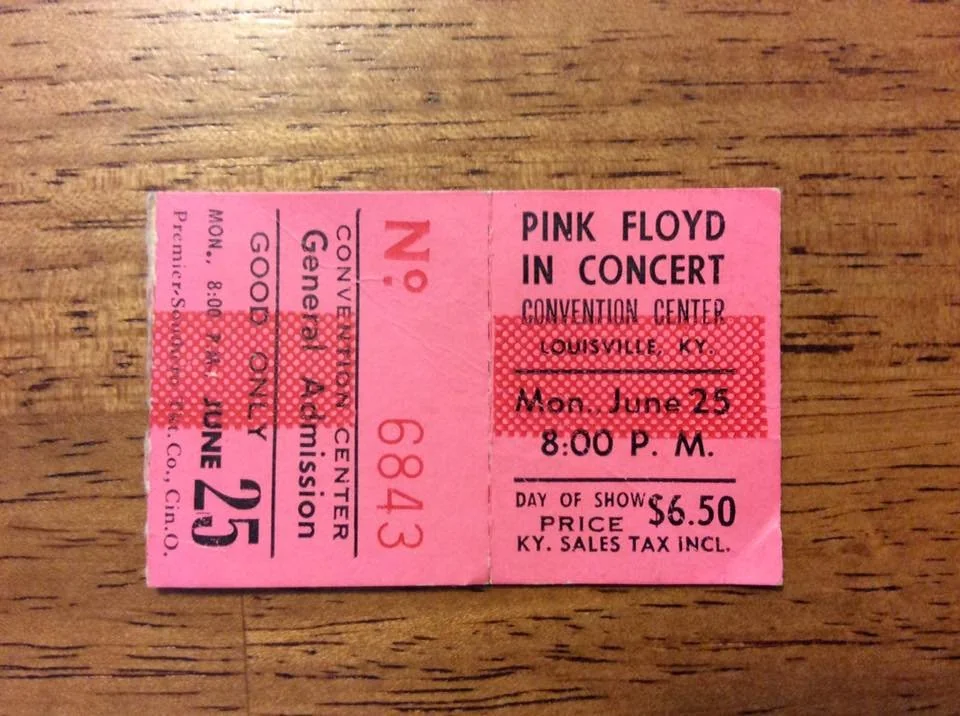 PINK FLOYD
IN CONCERT
CONVENTION CENTER
LOUISVILLE, KY.
Mon., June 25
8:00 P. M.
DAY OF SHOW
PRICE
$6.50
KY. SALES TAX INCL.
Nº 6843
CONVENTION CENTER
General Admission
GOOD ONLY
MON., 8:00 P.M., JUNE 25
Premier-Southern Tkt. Co., Cin. O.